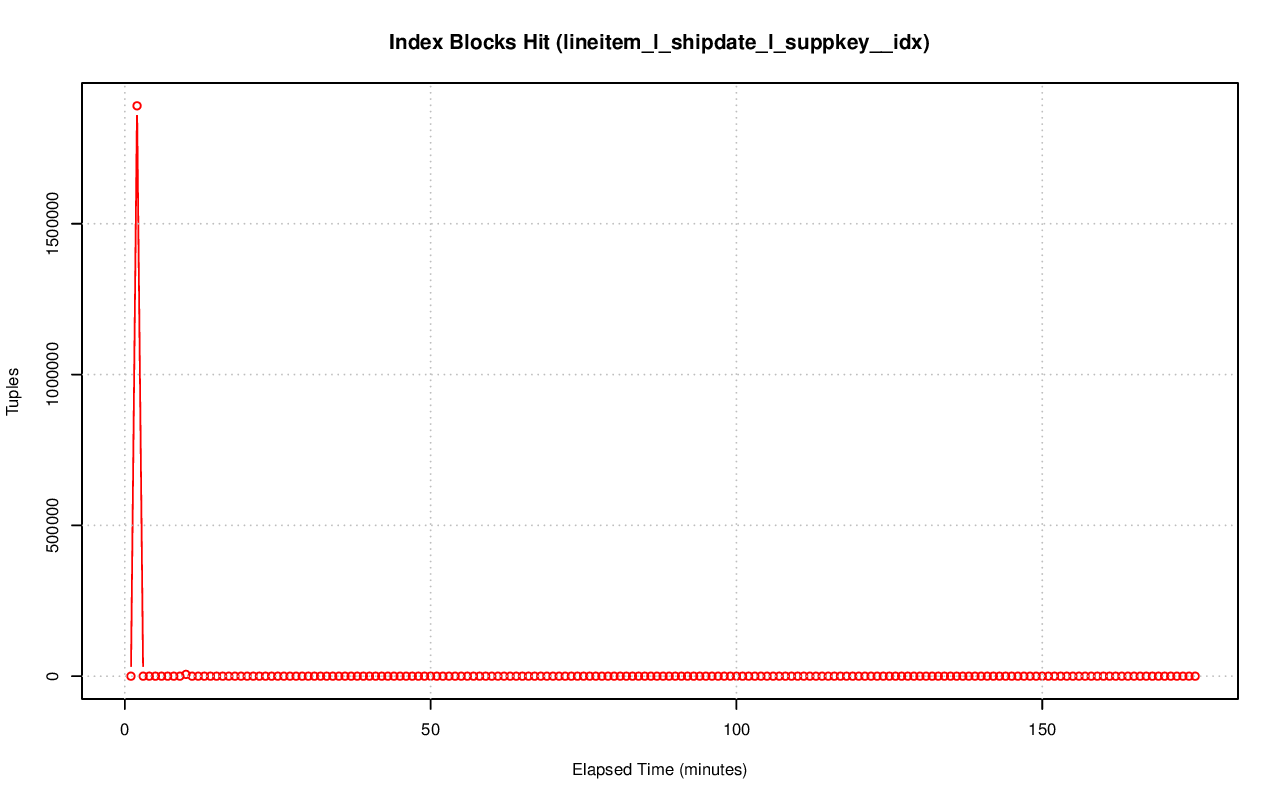 Index Blocks Hit (lineitem_l_shipdate_l_suppkey__idx)
Tuples
1500000
1000000
500000
0
0 50 100 150
Elapsed Time (minutes)